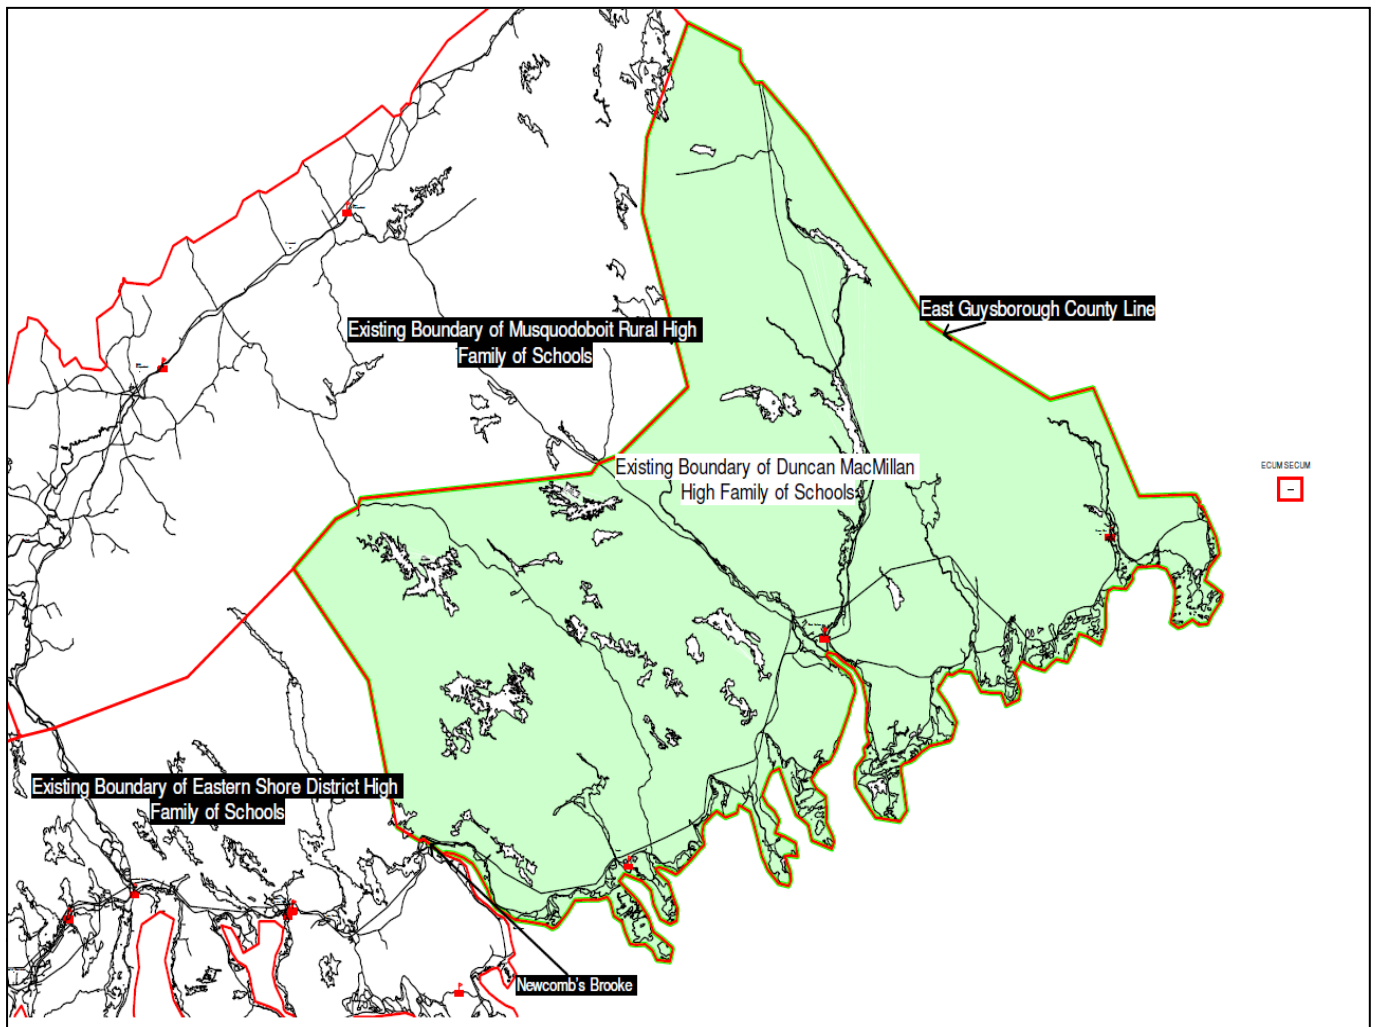 East Guysborough County Line
Existing Boundary of Musquodoboit Rural High
Family of Schools
Existing Boundary of Duncan MacMillan
High Family of Schools
ECUM SECUM
Existing Boundary of Eastern Shore District High
Family of Schools
Newcomb's Brooke